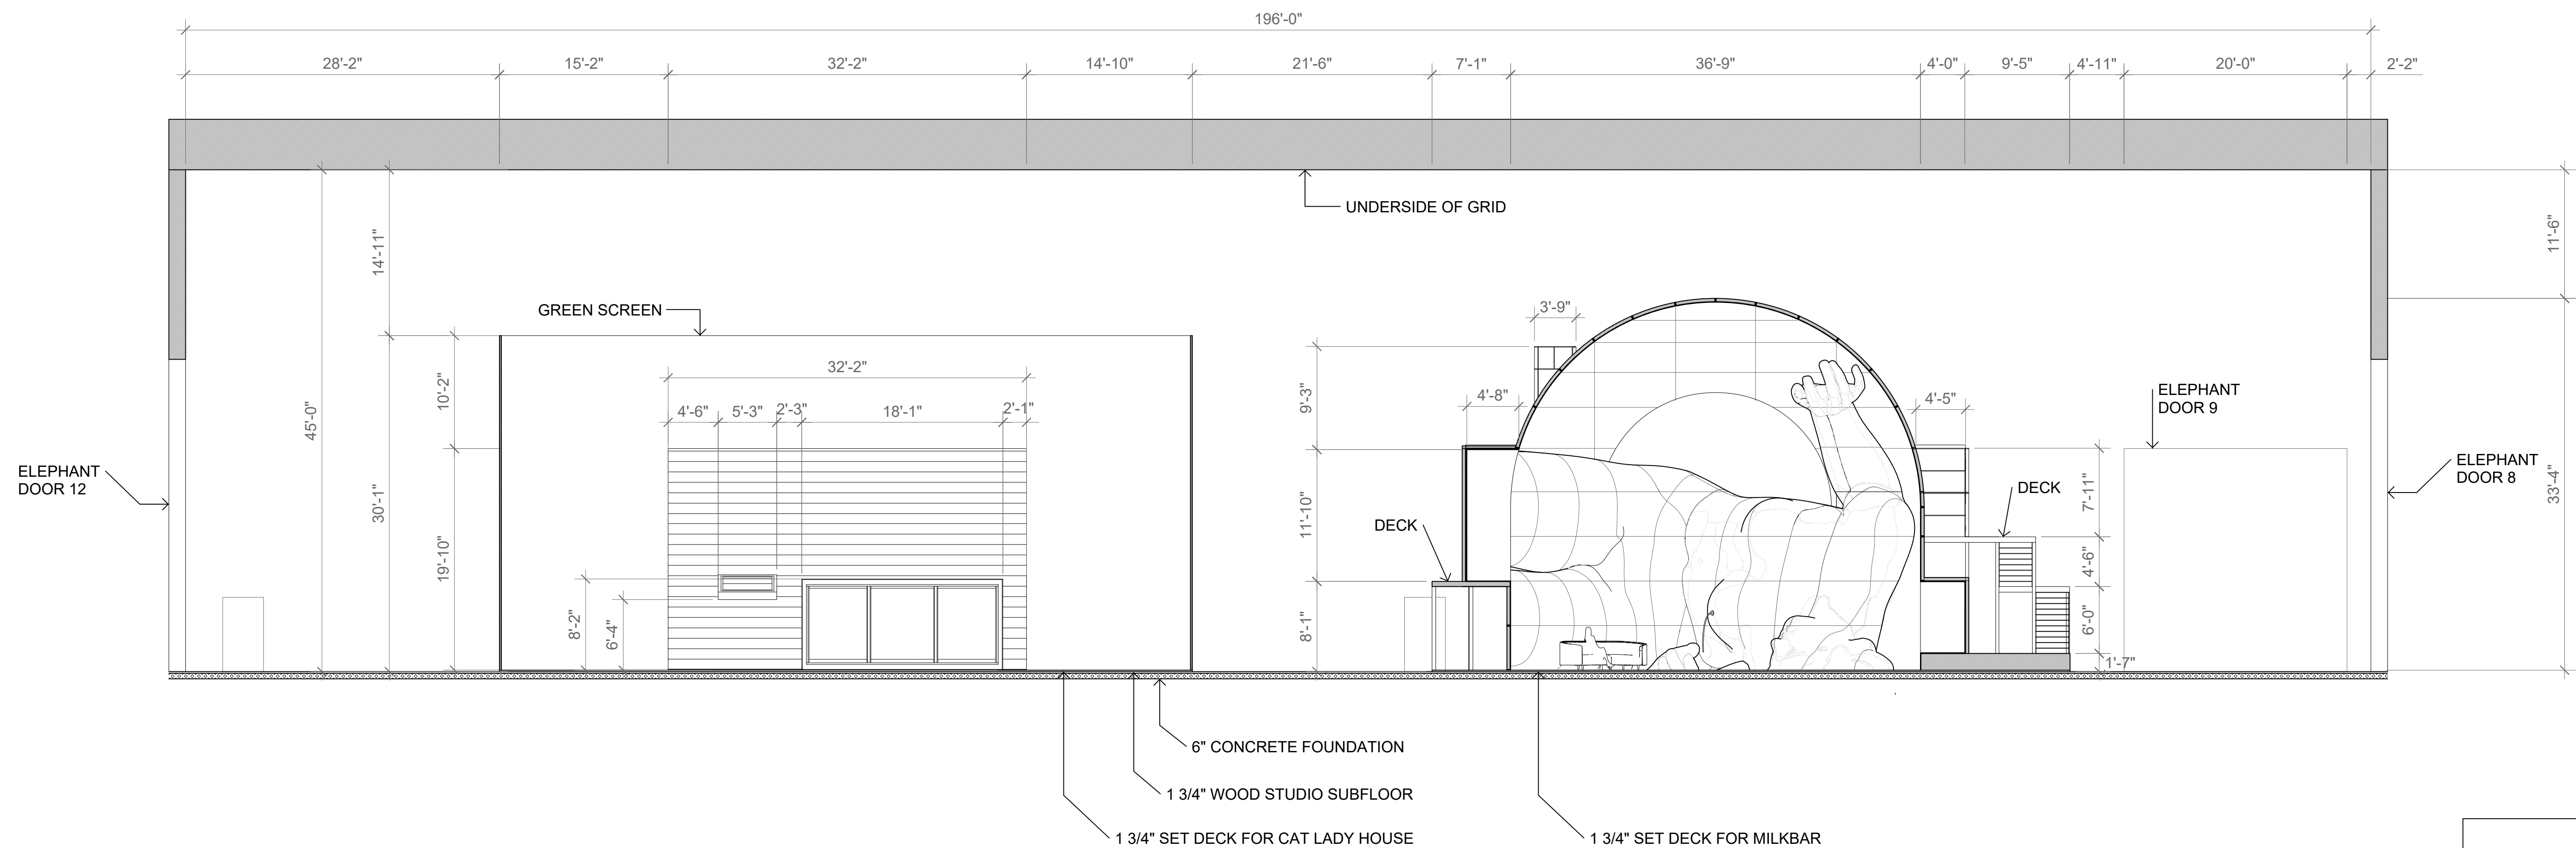 196'-0"
28'-2"
15'-2"
32'-2"
14'-10"
21'-6"
7'-1"
36'-9"
4'-0"
9'-5"
4'-11"
20'-0"
2'-2"
UNDERSIDE OF GRID
14'-11"
11'-6"
GREEN SCREEN
3'-9"
32'-2"
10'-2"
9'-3"
4'-6"
5'-3"
2'-3"
18'-1"
2'-1"
4'-8"
4'-5"
ELEPHANT
DOOR 9
45'-0"
ELEPHANT
DOOR 12
30'-1"
19'-10"
11'-10"
DECK
DECK
7'-11"
ELEPHANT
DOOR 8
33'-4"
4'-6"
8'-2"
6'-4"
8'-1"
6'-0"
1'-7"
6" CONCRETE FOUNDATION
1 3/4" WOOD STUDIO SUBFLOOR
1 3/4" SET DECK FOR CAT LADY HOUSE
1 3/4" SET DECK FOR MILKBAR